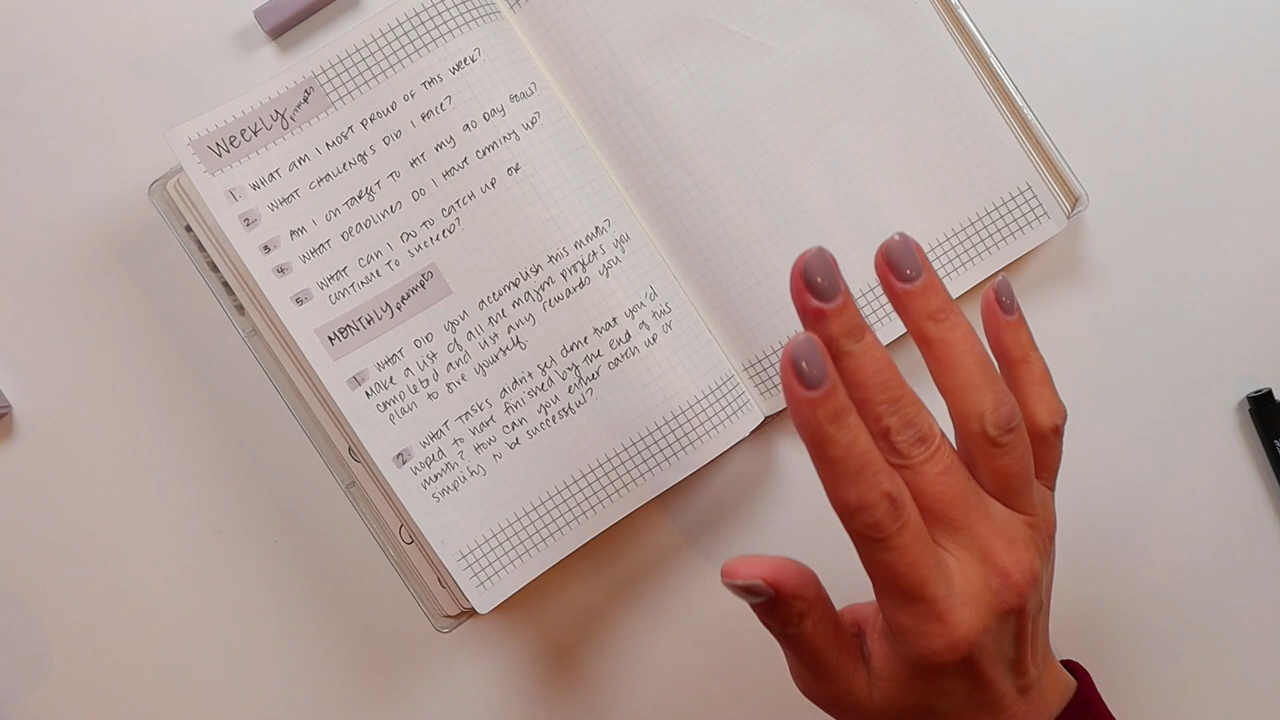 Weekly prompts
1. WHAT AM I MOST PROUD OF THIS WEEK?
2. WHAT CHALLENGES DID I FACE?
3. AM I ON TARGET TO HIT MY 90 DAY GOALS?
4. WHAT DEADLINES DO I HAVE COMING UP?
5. WHAT CAN I DO TO CATCH UP OR
CONTINUE TO SUCCEED?
MONTHLY prompts
1. WHAT DID YOU accomplish this month?
Make a list of all the major projects you
completed and list any rewards you
plan to give yourself.
2. WHAT TASKS didn't get done that you'd
hoped to have finished by the end of this
month? How can you either catch up or
simplify to be successful?